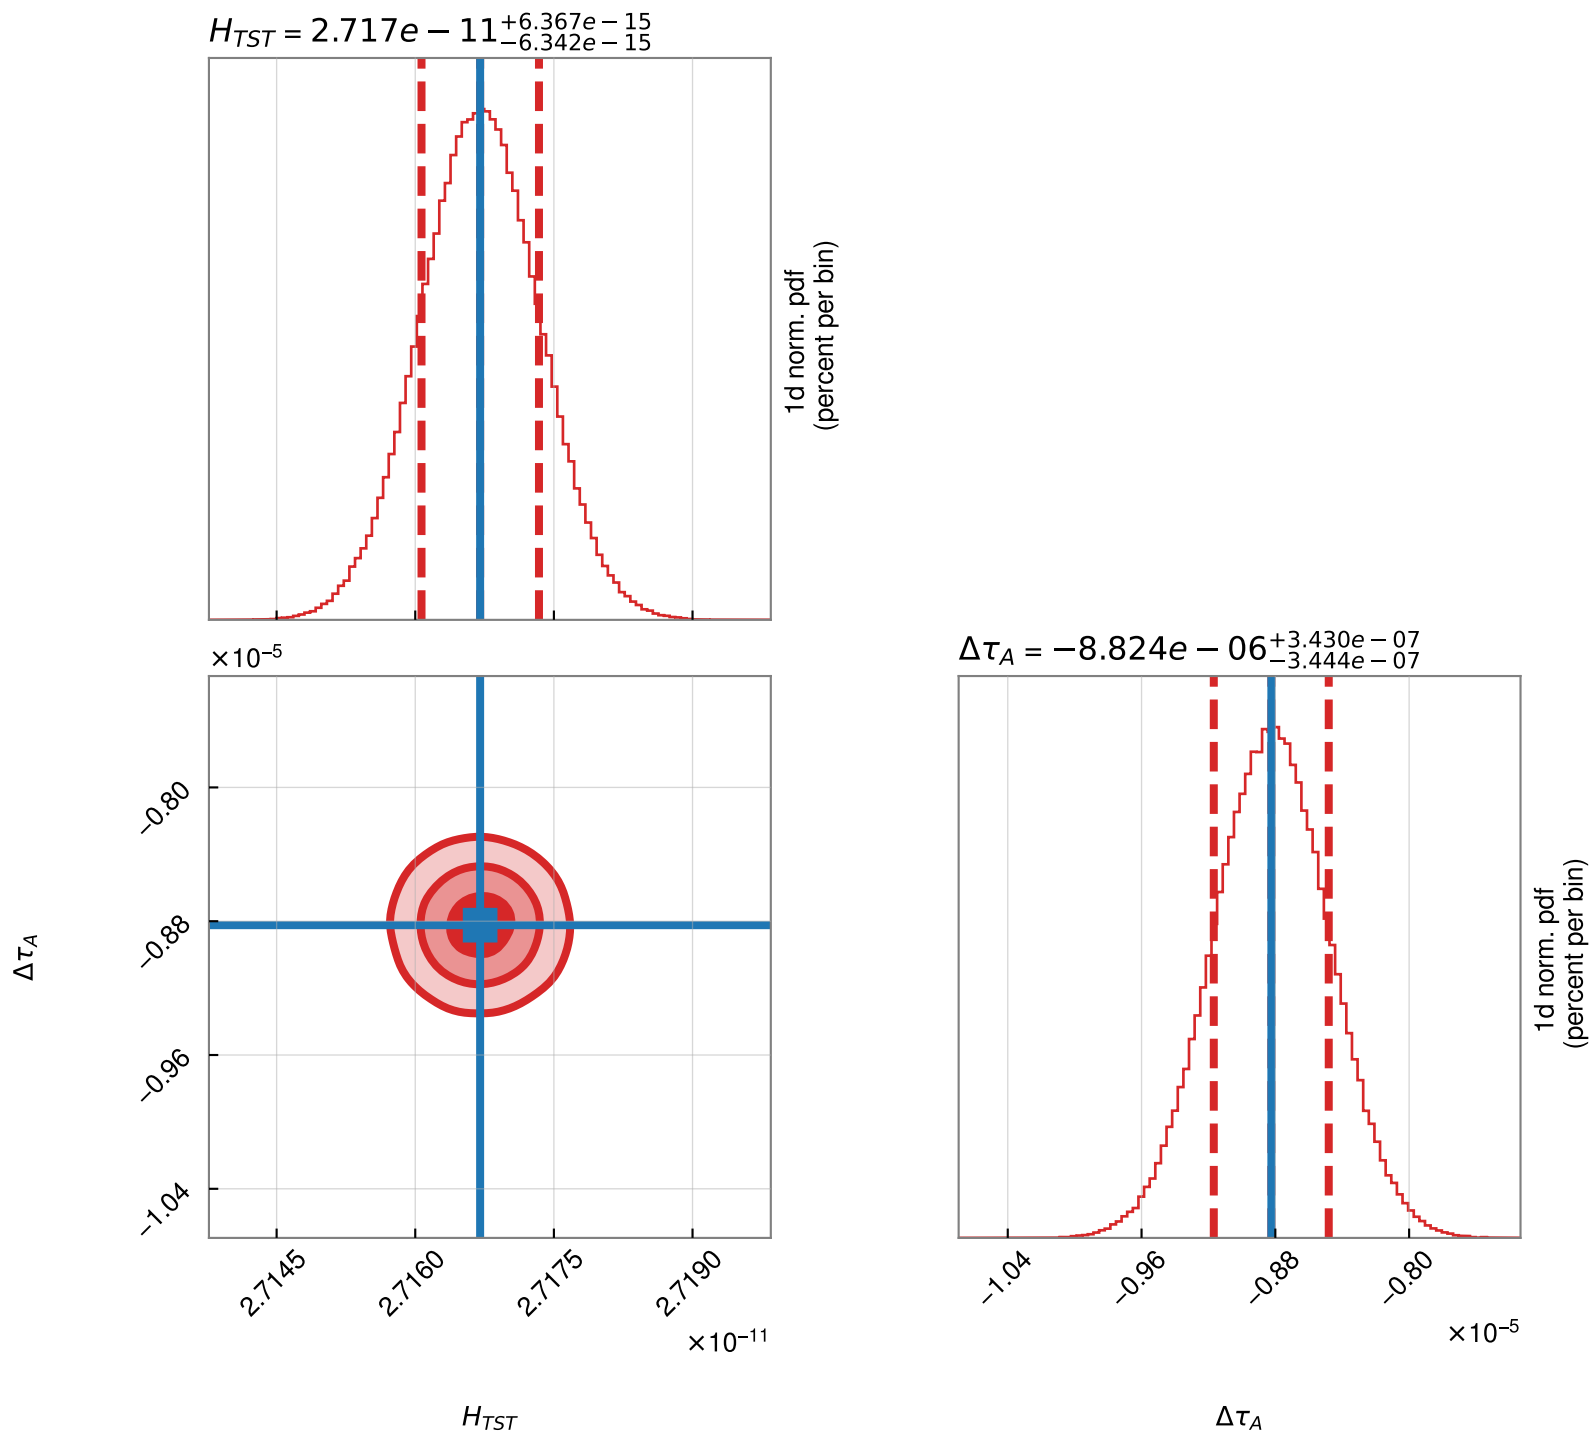 H_TST = 2.717e − 11 +6.367e − 15 −6.342e − 15
1d norm. pdf
(percent per bin)
×10⁻⁵
Δτ_A = −8.824e − 06 +3.430e − 07 −3.444e − 07
−0.80
−0.88
−0.96
−1.04
Δτ_A
1d norm. pdf
(percent per bin)
2.7145
2.7160
2.7175
2.7190
×10⁻¹¹
H_TST
−1.04
−0.96
−0.88
−0.80
×10⁻⁵
Δτ_A